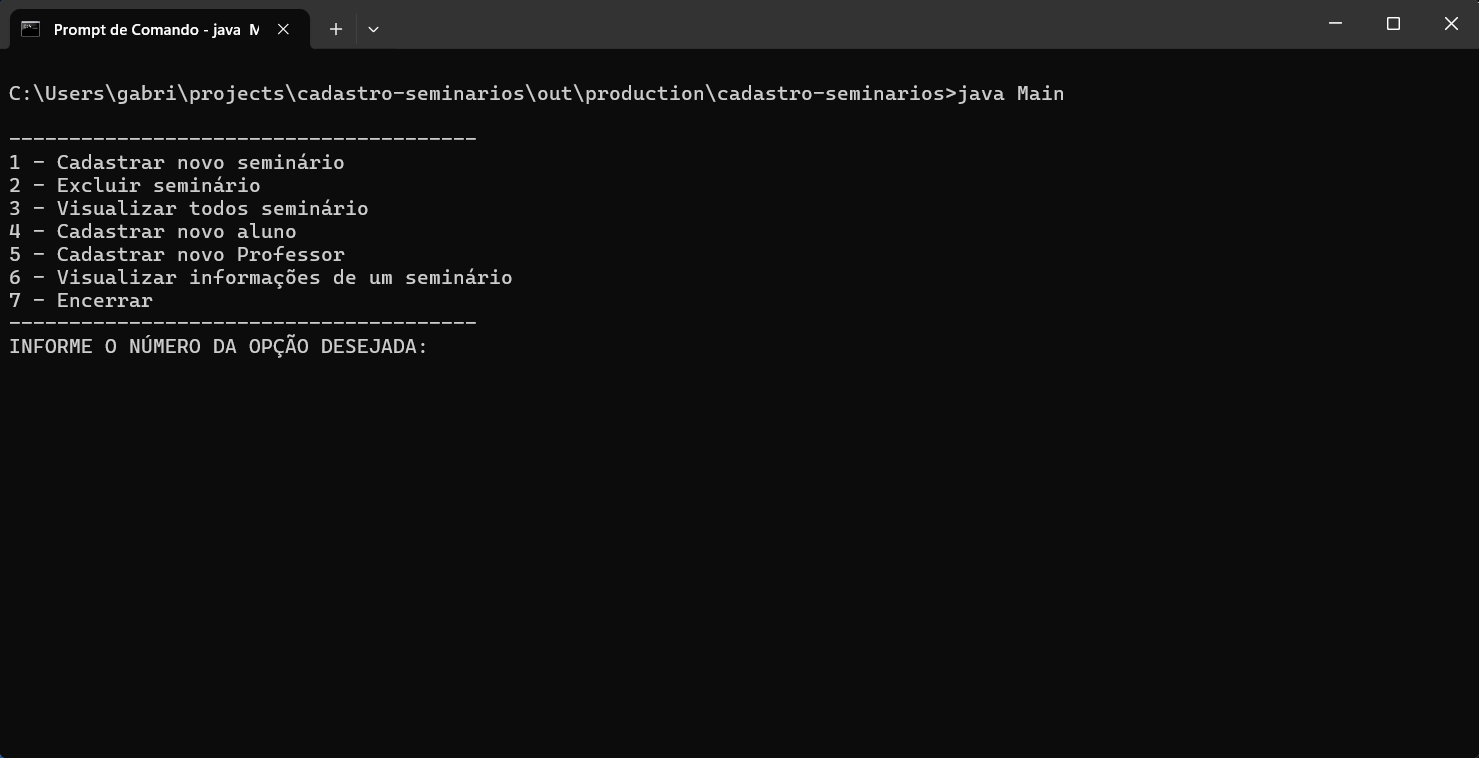 Prompt de Comando - java M
C:\Users\gabri\projects\cadastro-seminarios\out\production\cadastro-seminarios>java Main
---------------------------------------
1 - Cadastrar novo seminário
2 - Excluir seminário
3 - Visualizar todos seminário
4 - Cadastrar novo aluno
5 - Cadastrar novo Professor
6 - Visualizar informações de um seminário
7 - Encerrar
---------------------------------------
INFORME O NÚMERO DA OPÇÃO DESEJADA: